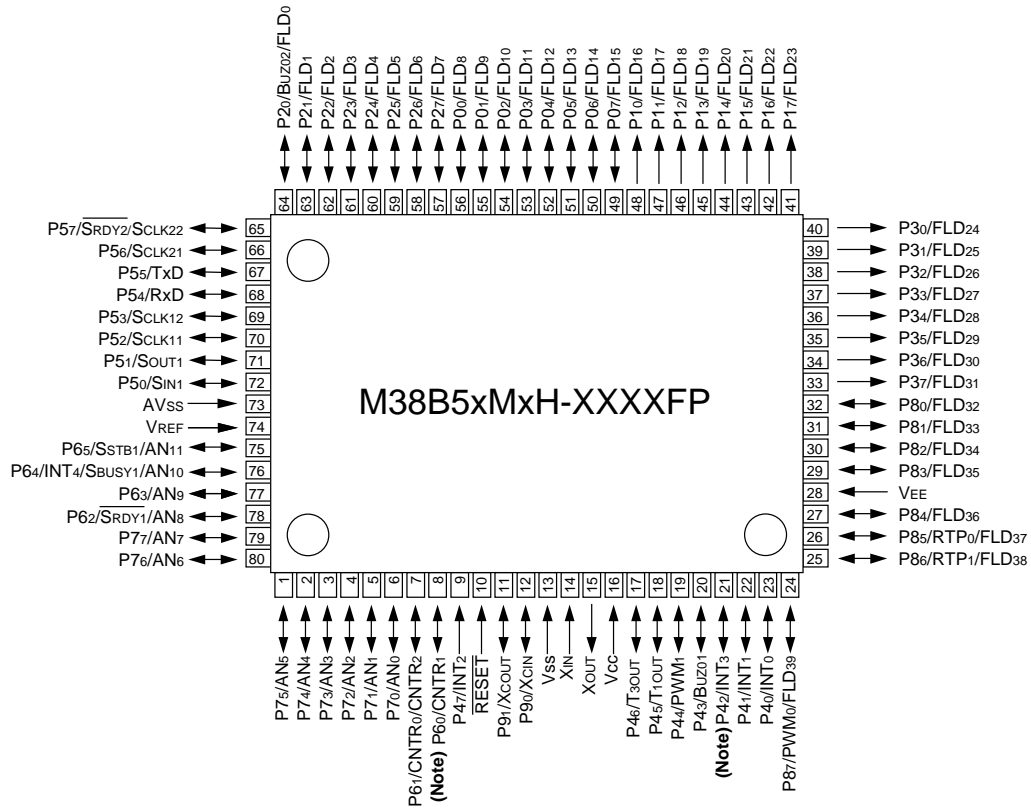 P20/BUZ02/FLD0
P21/FLD1
P22/FLD2
P23/FLD3
P24/FLD4
P25/FLD5
P26/FLD6
P27/FLD7
P00/FLD8
P01/FLD9
P02/FLD10
P03/FLD11
P04/FLD12
P05/FLD13
P06/FLD14
P07/FLD15
P10/FLD16
P11/FLD17
P12/FLD18
P13/FLD19
P14/FLD20
P15/FLD21
P16/FLD22
P17/FLD23
64 63 62 61 60 59 58 57 56 55 54 53 52 51 50 49 48 47 46 45 44 43 42 41
P57/SRDY2/SCLK22 65
P56/SCLK21 66
P55/TxD 67
P54/RxD 68
P53/SCLK12 69
P52/SCLK11 70
P51/SOUT1 71
P50/SIN1 72
AVSS 73
VREF 74
P65/SSTB1/AN11 75
P64/INT4/SBUSY1/AN10 76
P63/AN9 77
P62/SRDY1/AN8 78
P77/AN7 79
P76/AN6 80
M38B5xMxH-XXXXFP
40 P30/FLD24
39 P31/FLD25
38 P32/FLD26
37 P33/FLD27
36 P34/FLD28
35 P35/FLD29
34 P36/FLD30
33 P37/FLD31
32 P80/FLD32
31 P81/FLD33
30 P82/FLD34
29 P83/FLD35
28 VEE
27 P84/FLD36
26 P85/RTP0/FLD37
25 P86/RTP1/FLD38
1 2 3 4 5 6 7 8 9 10 11 12 13 14 15 16 17 18 19 20 21 22 23 24
P75/AN5
P74/AN4
P73/AN3
P72/AN2
P71/AN1
P70/AN0
P61/CNTR0/CNTR2
(Note) P60/CNTR1
P47/INT2
RESET
P91/XCOUT
P90/XCIN
VSS
XIN
XOUT
VCC
P46/T3OUT
P45/T1OUT
P44/PWM1
P43/BUZ01
(Note) P42/INT3
P41/INT1
P40/INT0
P87/PWM0/FLD39